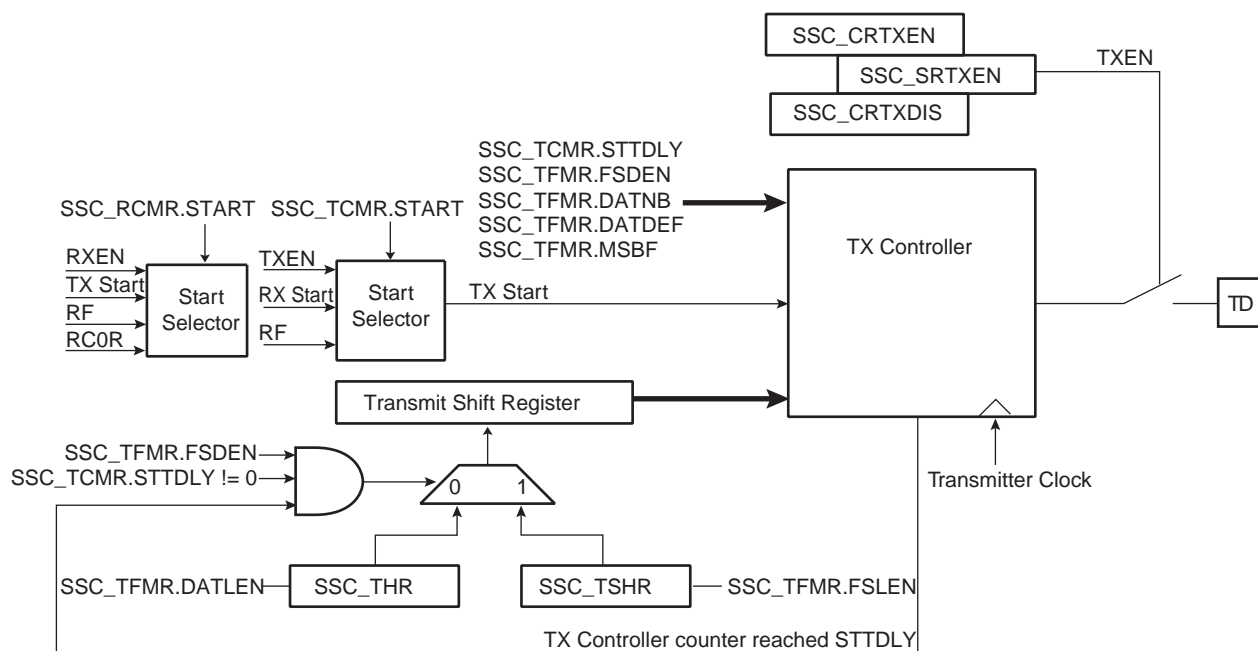 SSC_CRTXEN
SSC_SRTXEN
TXEN
SSC_CRTXDIS
SSC_TCMR.STTDLY
SSC_TFMR.FSDEN
SSC_TFMR.DATNB
SSC_TFMR.DATDEF
SSC_TFMR.MSBF
SSC_RCMR.START
SSC_TCMR.START
RXEN
TX Start
RF
RC0R
Start
Selector
TXEN
RX Start
RF
Start
Selector
TX Start
TX Controller
TD
Transmit Shift Register
Transmitter Clock
SSC_TFMR.FSDEN
SSC_TCMR.STTDLY != 0
0 1
SSC_TFMR.DATLEN
SSC_THR
SSC_TSHR
SSC_TFMR.FSLEN
TX Controller counter reached STTDLY